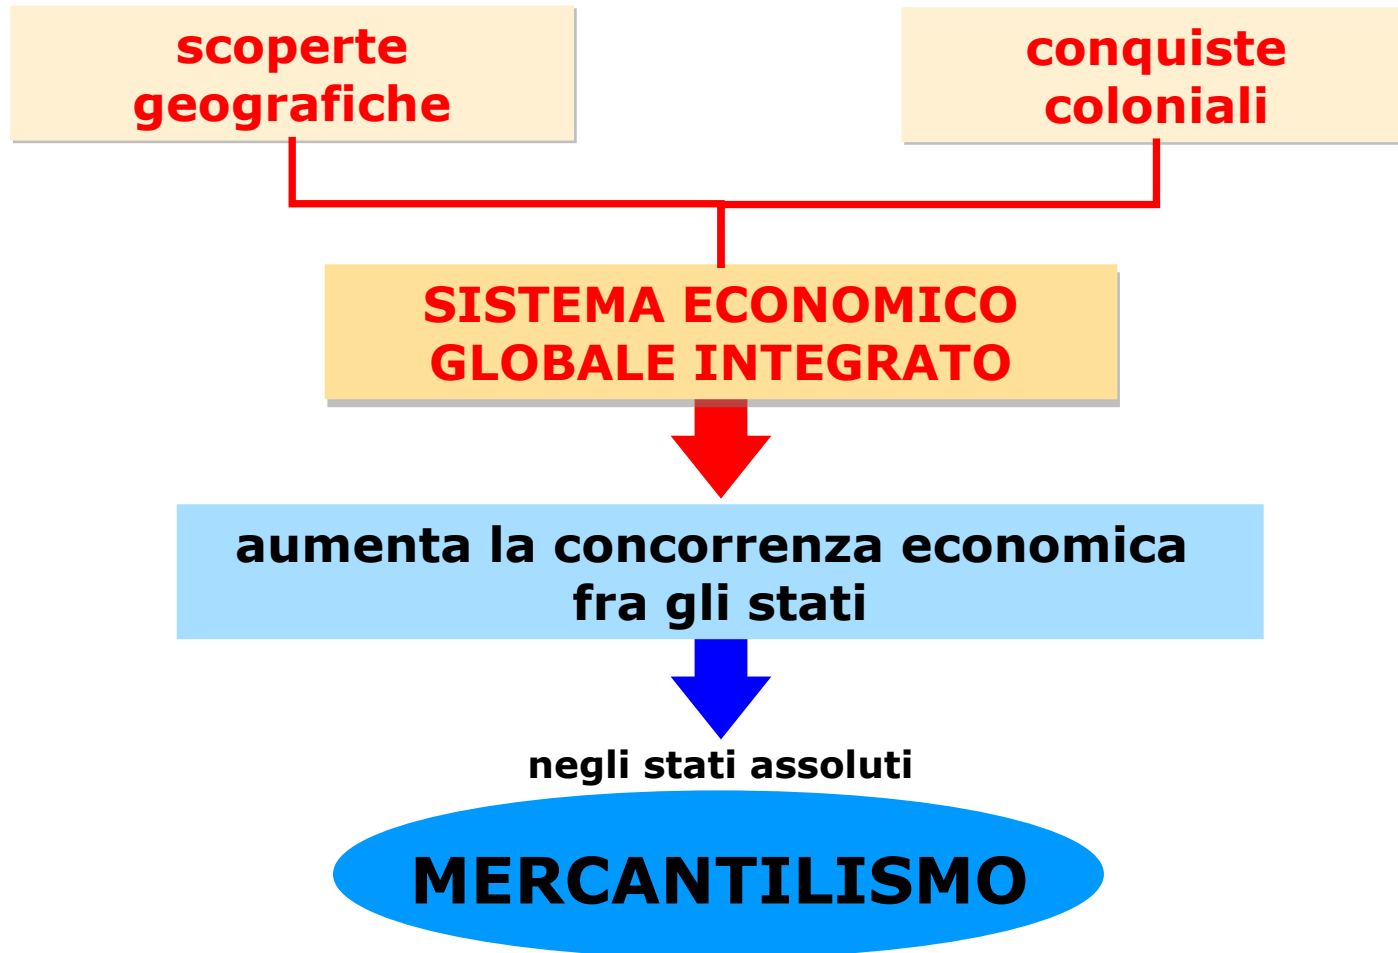 scoperte
geografiche
conquiste
coloniali
SISTEMA ECONOMICO
GLOBALE INTEGRATO
aumenta la concorrenza economica
fra gli stati
negli stati assoluti
MERCANTILISMO